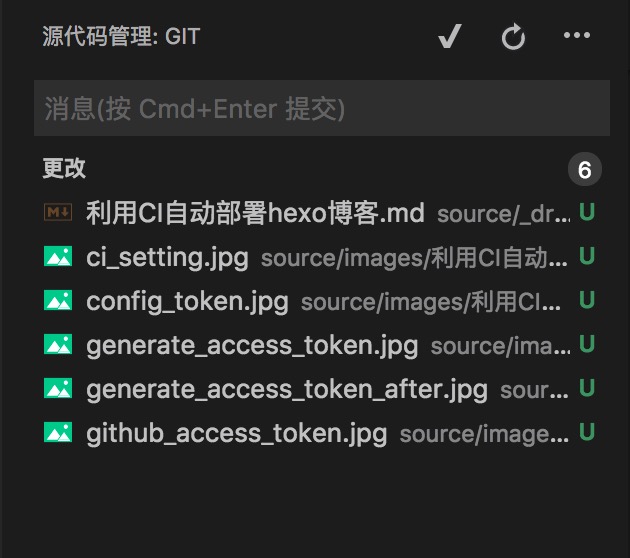 源代码管理: GIT
消息(按 Cmd+Enter 提交)
更改 6
利用CI自动部署hexo博客.md source/_dr... U
ci_setting.jpg source/images/利用CI自动... U
config_token.jpg source/images/利用CI... U
generate_access_token.jpg source/ima... U
generate_access_token_after.jpg sour... U
github_access_token.jpg source/image... U